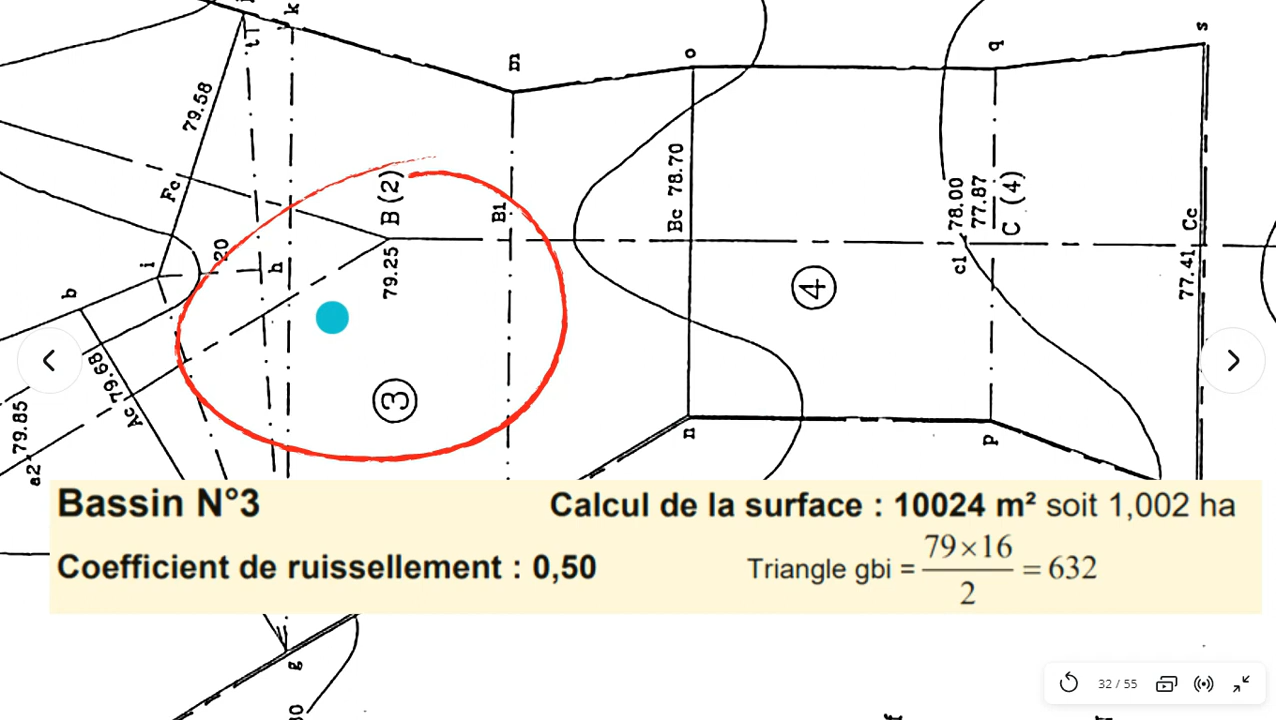 k
t1
m
o
q
s
79.58
Fc
B (2)
B1
Bc 78.70
78.00
77.87
C (4)
c1
77.41 Cc
20
i
h
b
79.25
4
3
Ac 79.68
a2
79.85
n
p
Bassin N°3
Calcul de la surface : 10024 m² soit 1,002 ha
Coefficient de ruissellement : 0,50
Triangle gbi = 79×16 / 2 = 632
g
32 / 55